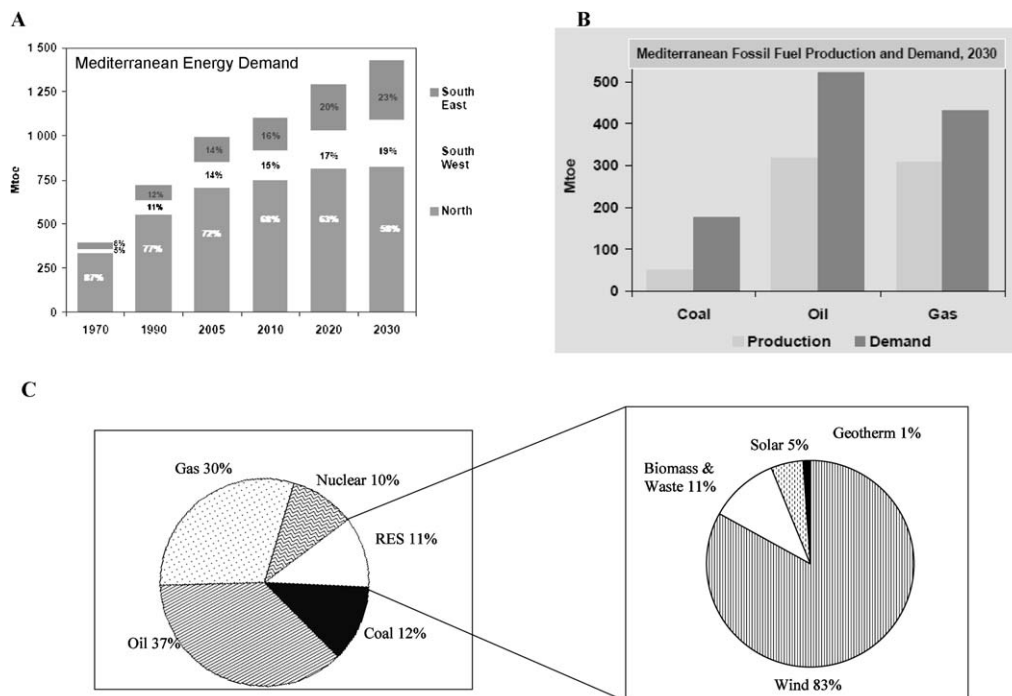 A
Mediterranean Energy Demand
Mtoe
1 500
1 250
1 000
750
500
250
0
87%
5%
6%
77%
11%
12%
72%
14%
14%
68%
15%
16%
63%
17%
20%
58%
19%
23%
1970
1990
2005
2010
2020
2030
South
East
South
West
North
B
Mediterranean Fossil Fuel Production and Demand, 2030
Mtoe
500
400
300
200
100
0
Coal
Oil
Gas
Production
Demand
C
Gas 30%
Nuclear 10%
RES 11%
Coal 12%
Oil 37%
Geotherm 1%
Solar 5%
Biomass &
Waste 11%
Wind 83%